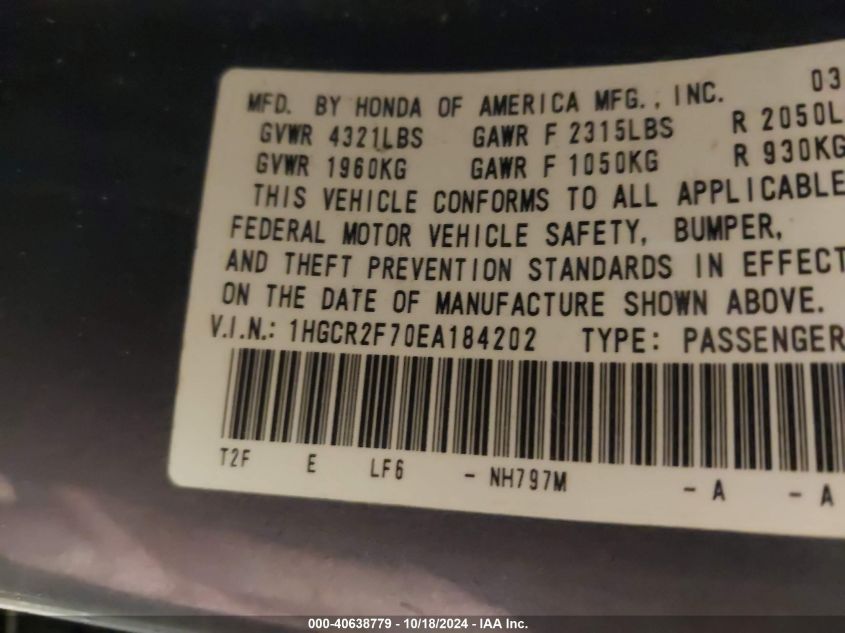 MFD. BY HONDA OF AMERICA MFG., INC. 03
GVWR 4321LBS GAWR F 2315LBS R 2050L
GVWR 1960KG GAWR F 1050KG R 930KG
THIS VEHICLE CONFORMS TO ALL APPLICABLE
FEDERAL MOTOR VEHICLE SAFETY, BUMPER,
AND THEFT PREVENTION STANDARDS IN EFFECT
ON THE DATE OF MANUFACTURE SHOWN ABOVE.
V.I.N.: 1HGCR2F70EA184202 TYPE: PASSENGER
T2F E LF6 - NH797M - A - A
000-40638779 - 10/18/2024 - IAA Inc.